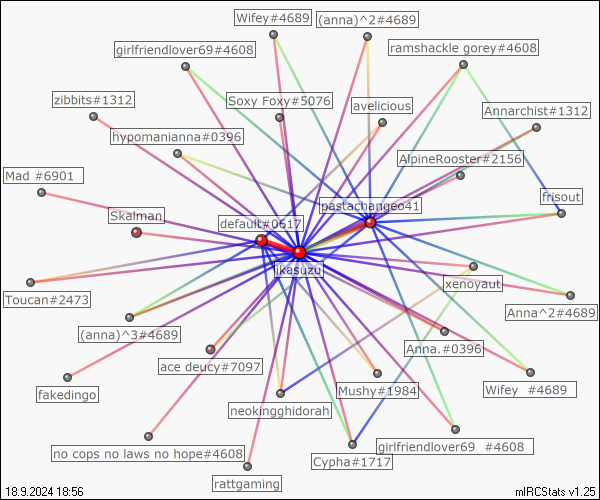 Wifey#4689
(anna)^2#4689
girlfriendlover69#4608
ramshackle gorey#4608
zibbits#1312
Soxy Foxy#5076
avelicious
Annarchist#1312
hypomanianna#0396
AlpineRooster#2156
Mad #6901
frisout
Skalman
default#0617
pastachangeo41
jikasuzu
Toucan#2473
xenoyaut
Anna^2#4689
(anna)^3#4689
Anna.#0396
ace deucy#7097
fakedingo
Mushy#1984
Wifey #4689
neokingghidorah
girlfriendlover69 #4608
no cops no laws no hope#4608
Cypha#1717
rattgaming
18.9.2024 18:56
mIRCStats v1.25